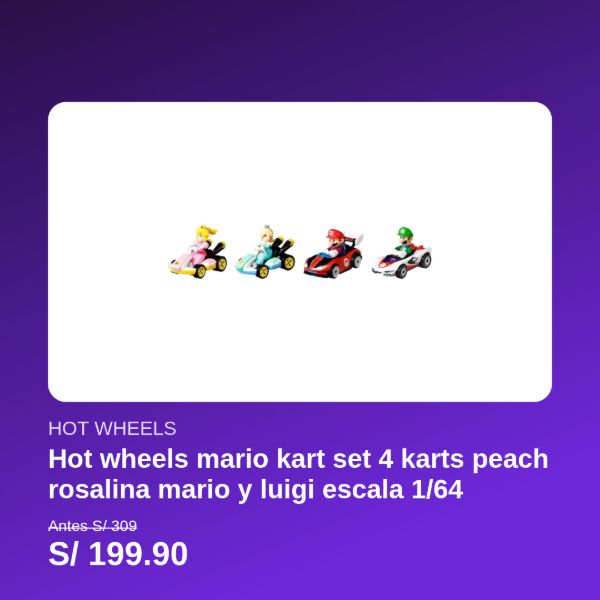 HOT WHEELS
Hot wheels mario kart set 4 karts peach
rosalina mario y luigi escala 1/64
Antes S/ 309
S/ 199.90